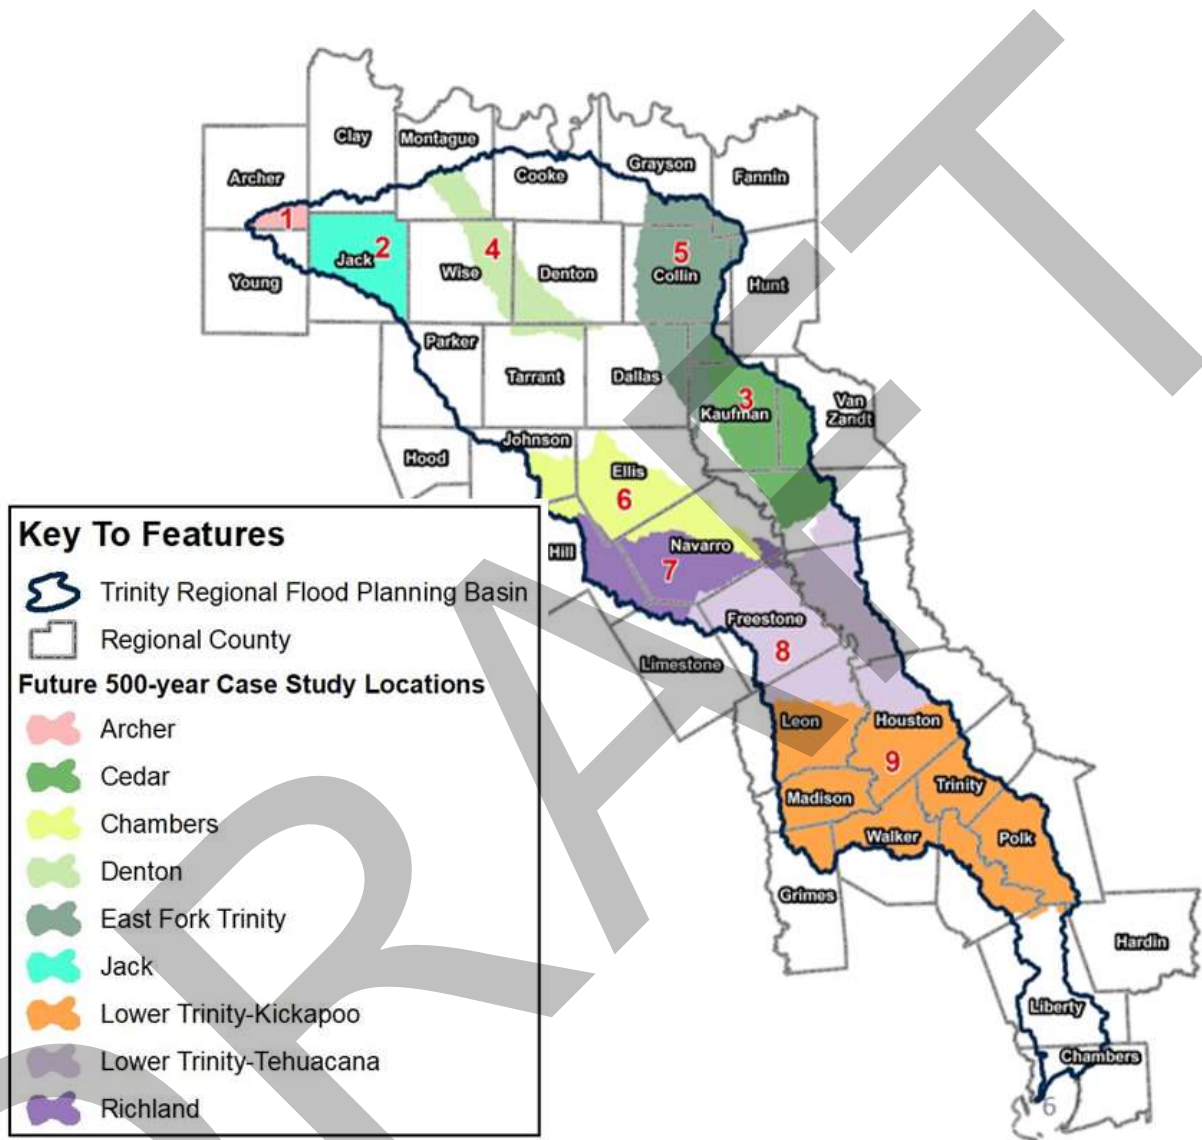 Clay
Montague
Archer
Cooke
Grayson
Fannin
1
2
Jack
4
Wise
Denton
5
Collin
Hunt
Young
Parker
Tarrant
Dallas
3
Kaufman
Van
Zandt
Johnson
Hood
Ellis
6
Hill
Navarro
7
Freestone
8
Limestone
Leon
Houston
9
Madison
Trinity
Walker
Polk
Grimes
Hardin
Liberty
Chambers
6
Key To Features
Trinity Regional Flood Planning Basin
Regional County
Future 500-year Case Study Locations
Archer
Cedar
Chambers
Denton
East Fork Trinity
Jack
Lower Trinity-Kickapoo
Lower Trinity-Tehuacana
Richland
DRAFT